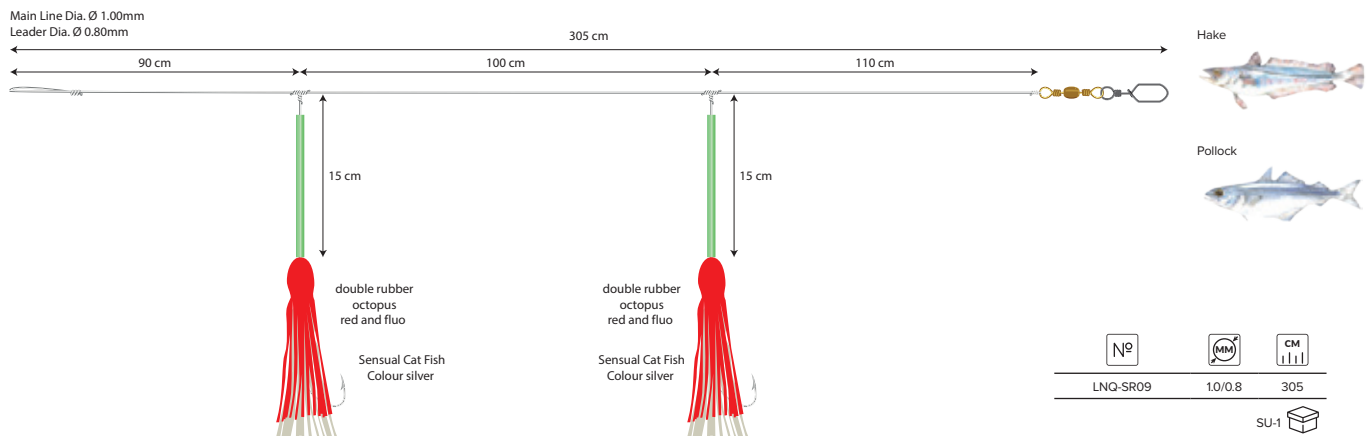 Main Line Dia. Ø 1.00mm
Leader Dia. Ø 0.80mm
305 cm
90 cm
100 cm
110 cm
15 cm
15 cm
double rubber
octopus
red and fluo
Sensual Cat Fish
Colour silver
double rubber
octopus
red and fluo
Sensual Cat Fish
Colour silver
Hake
Pollock
Nº MM CM
LNQ-SR09 1.0/0.8 305
SU-1